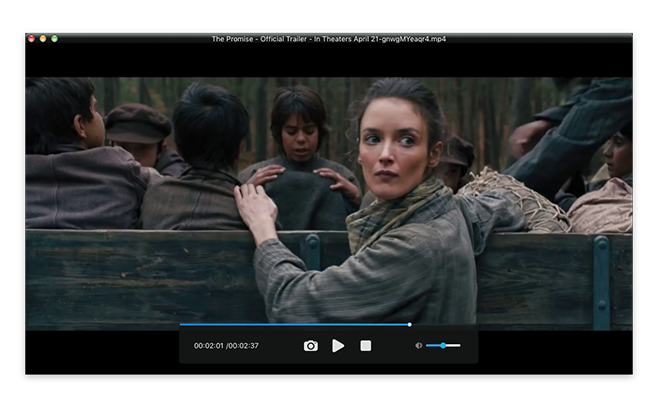 The Promise - Official Trailer - In Theaters April 21-gnwgMYeaqr4.mp4
00:02:01 /00:02:37